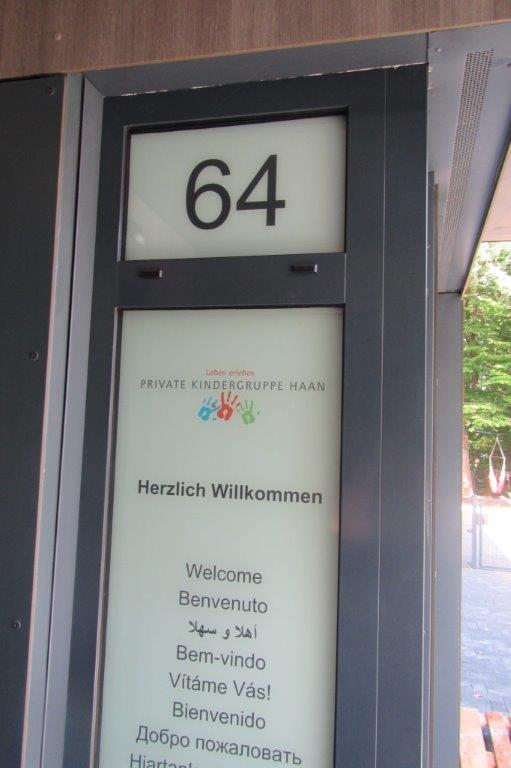 64
Leben erleben
PRIVATE KINDERGRUPPE HAAN
Herzlich Willkommen
Welcome
Benvenuto
أهلا و سهلا
Bem-vindo
Vítáme Vás!
Bienvenido
Добро пожаловать